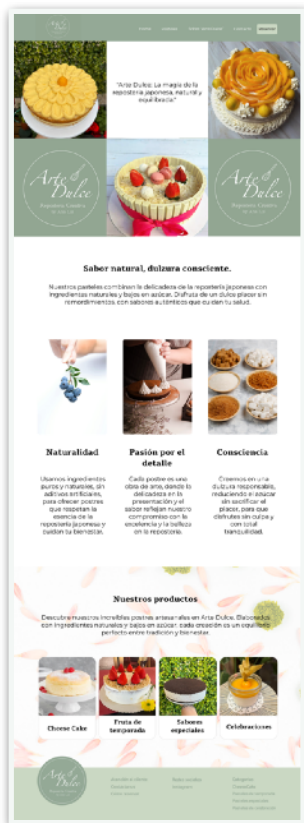 Arte & Dulce
"Arte Dulce: La magia de la
repostería japonesa, natural y
equilibrada."
Arte & Dulce
Repostería Creativa
Arte & Dulce
Repostería Creativa
Sabor natural, dulzura consciente.
Nuestros pasteles combinan la delicadeza de la repostería japonesa con
ingredientes naturales y bajos en azúcar. Disfruta de un dulce placer sin
remordimientos, con sabores auténticos que cuidan tu salud.
Naturalidad
Usamos ingredientes
puros y naturales, sin
aditivos artificiales,
para ofrecer postres
que respetan la
esencia de la
repostería japonesa y
cuidan tu bienestar.
Pasión por el
detalle
Cada postre es una
obra de arte, donde la
delicadeza en la
presentación y el
sabor reflejan nuestro
compromiso con la
excelencia y la belleza
en la repostería.
Consciencia
Creemos en una
dulzura responsable,
reduciendo el azúcar
sin sacrificar el
placer, para que
disfrutes sin culpa y
con total
tranquilidad.
Nuestros productos
Descubre nuestros increíbles postres artesanales en Arte Dulce. Elaborados
con ingredientes naturales y bajos en azúcar, cada creación es un equilibrio
perfecto entre tradición y bienestar.
Cheese Cake
Fruta de
temporada
Sabores
especiales
Celebraciones
Arte & Dulce